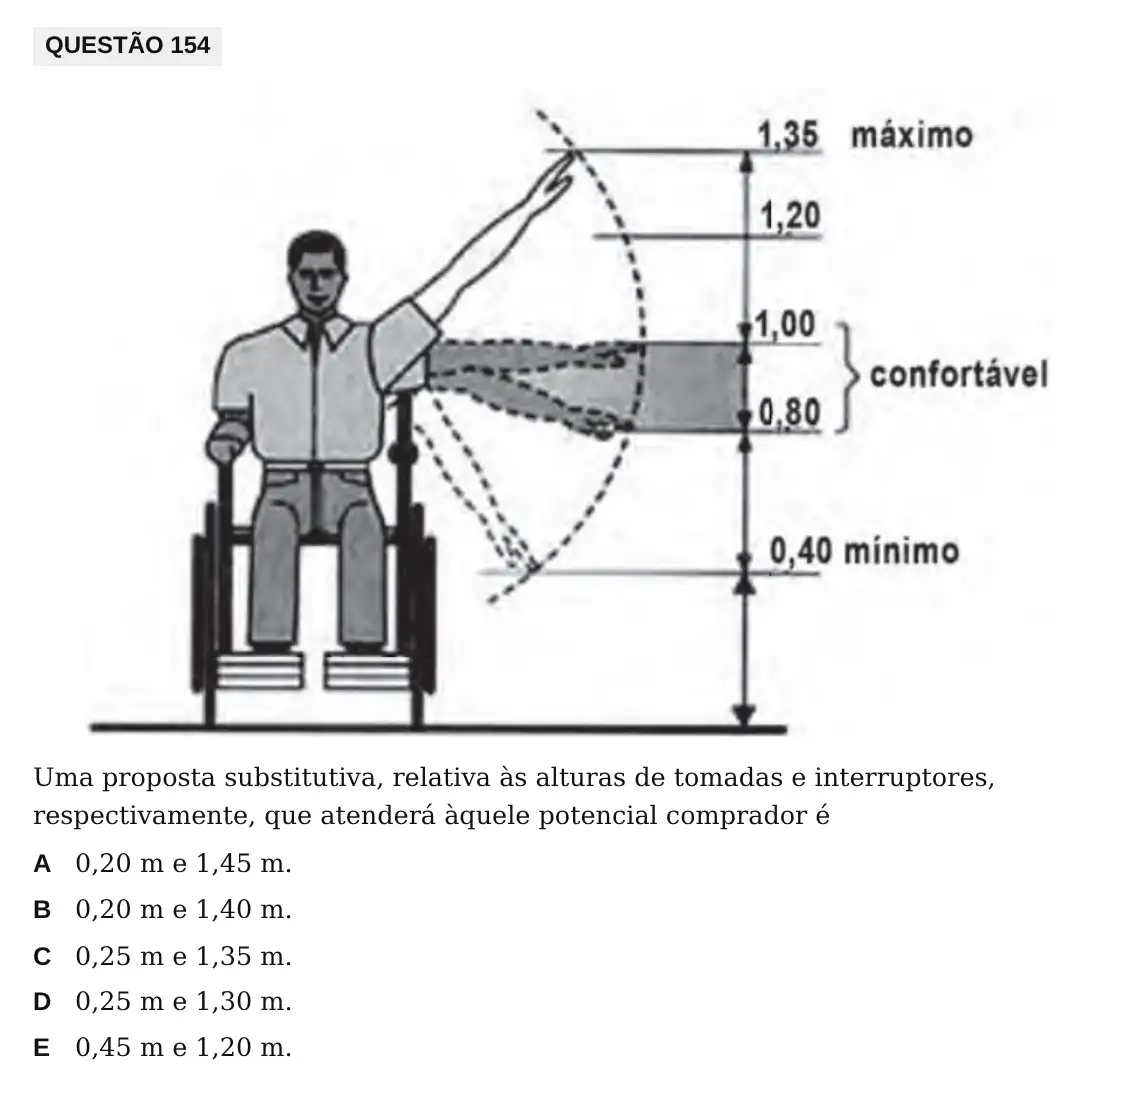 QUESTÃO 154
1,35 máximo
1,20
1,00
confortável
0,80
0,40 mínimo
Uma proposta substitutiva, relativa às alturas de tomadas e interruptores,
respectivamente, que atenderá àquele potencial comprador é
A 0,20 m e 1,45 m.
B 0,20 m e 1,40 m.
C 0,25 m e 1,35 m.
D 0,25 m e 1,30 m.
E 0,45 m e 1,20 m.